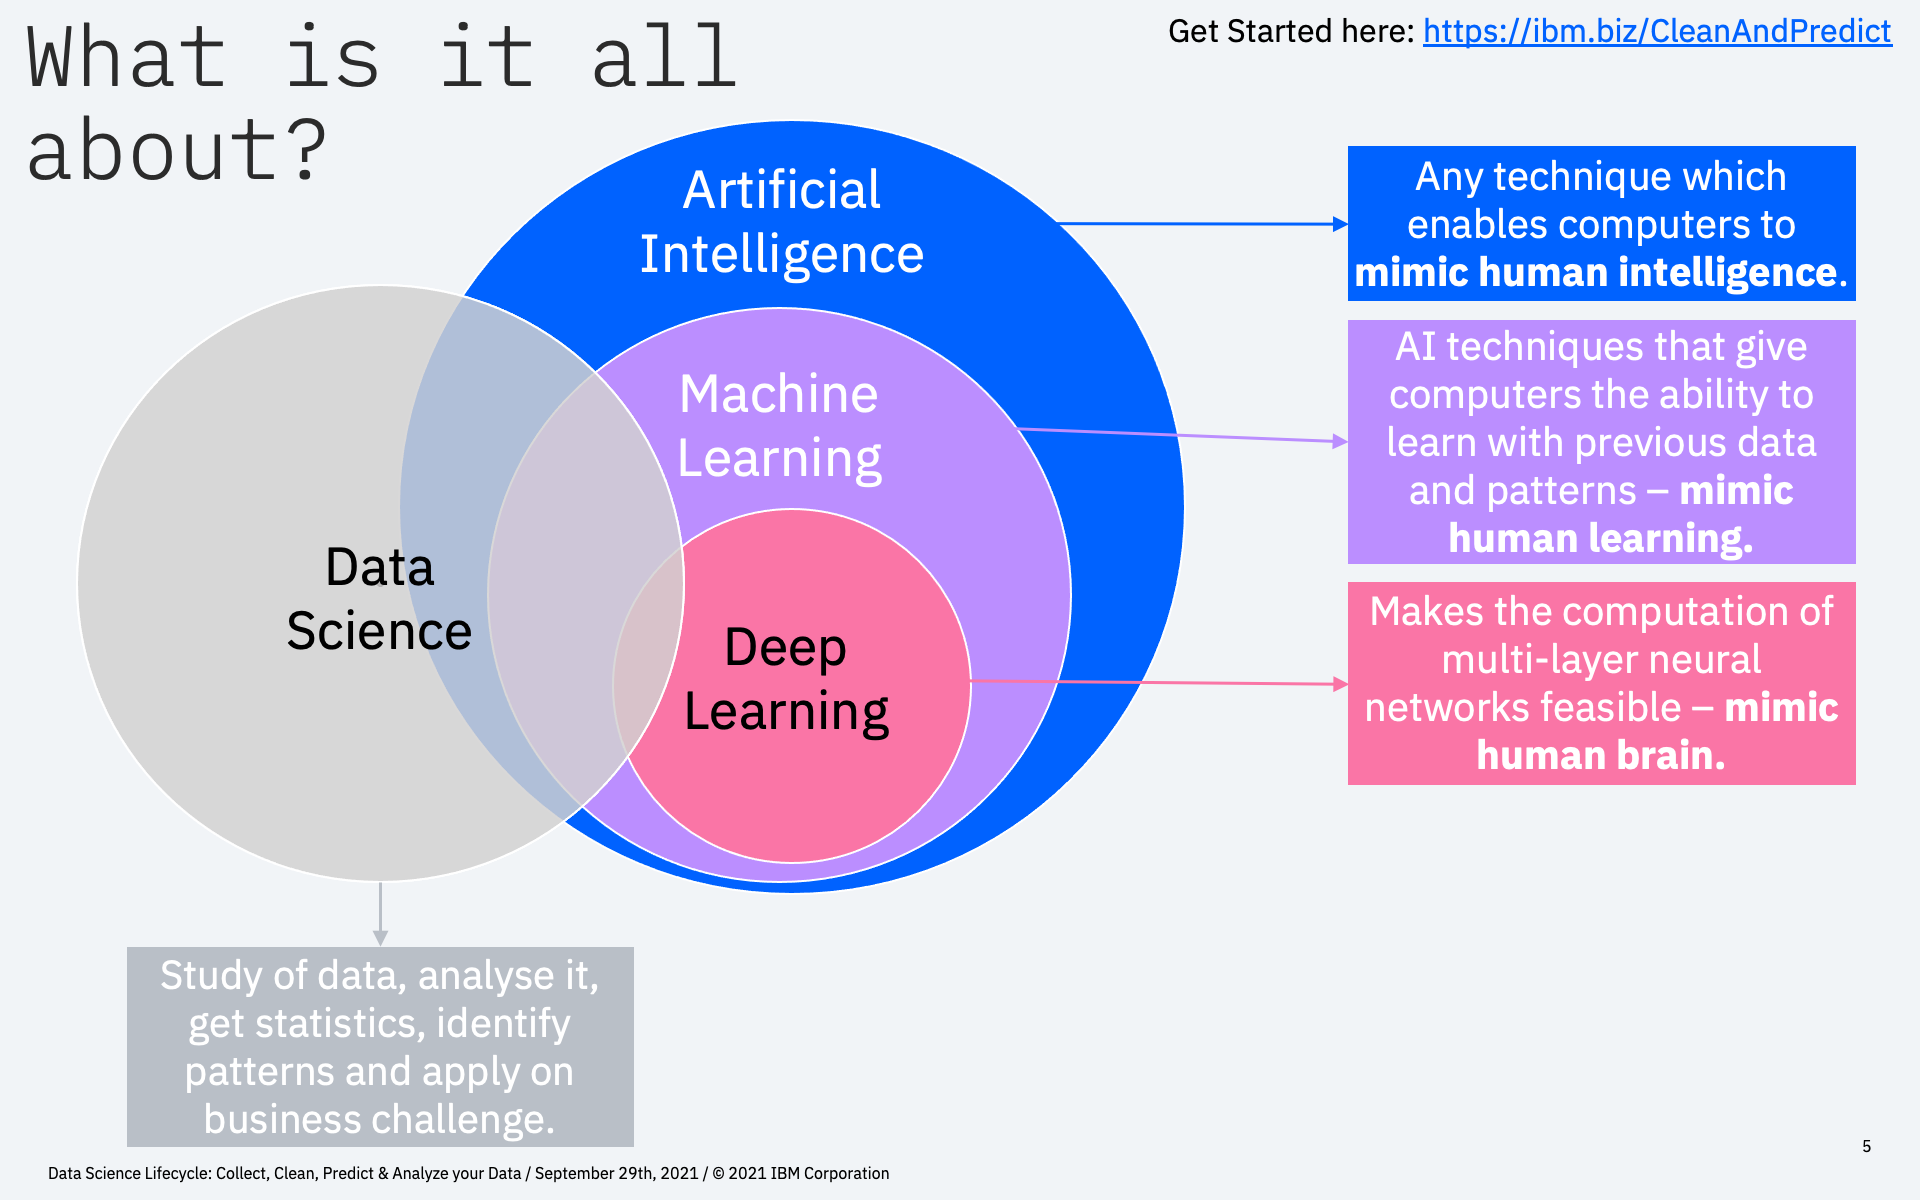 What is it all
about?
Get Started here: https://ibm.biz/CleanAndPredict
Artificial
Intelligence
Any technique which
enables computers to
mimic human intelligence.
Machine
Learning
AI techniques that give
computers the ability to
learn with previous data
and patterns – mimic
human learning.
Data
Science
Deep
Learning
Makes the computation of
multi-layer neural
networks feasible – mimic
human brain.
Study of data, analyse it,
get statistics, identify
patterns and apply on
business challenge.
Data Science Lifecycle: Collect, Clean, Predict & Analyze your Data / September 29th, 2021 / © 2021 IBM Corporation
5